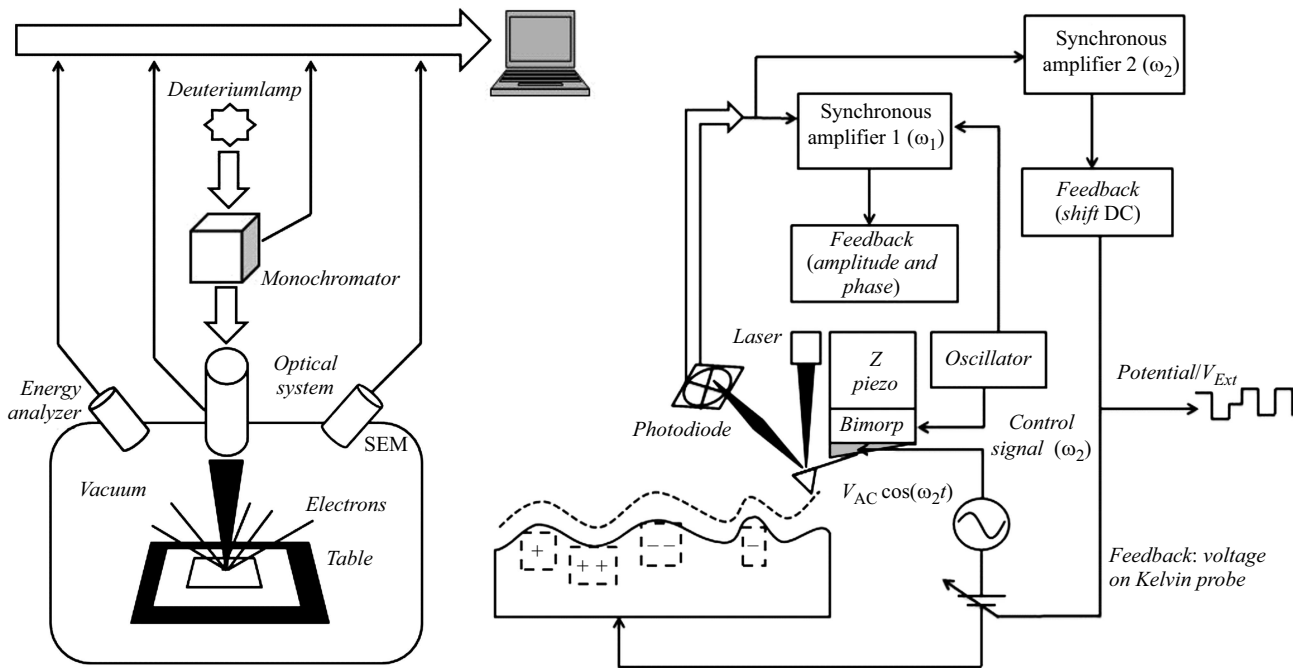 Deuteriumlamp
Monochromator
Optical
system
Energy
analyzer
SEM
Vacuum
Electrons
Table
Synchronous
amplifier 2 (ω2)
Synchronous
amplifier 1 (ω1)
Feedback
(shift DC)
Feedback
(amplitude and
phase)
Laser
Z
piezo
Oscillator
Potential/VExt
Photodiode
Bimorp
Control
signal (ω2)
VAC cos(ω2t)
+
+ +
– –
–
Feedback: voltage
on Kelvin probe